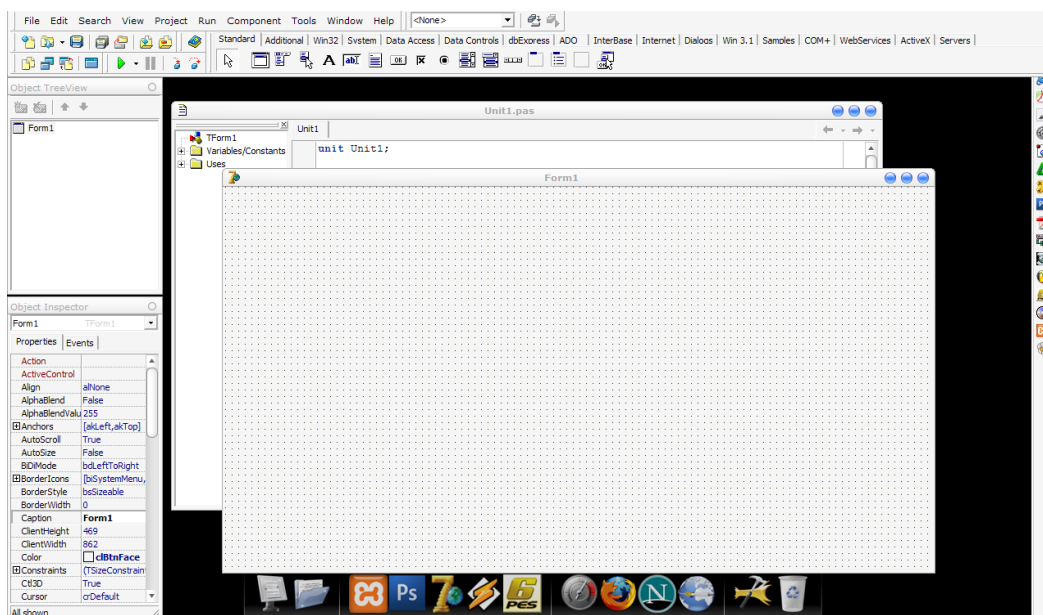 File Edit Search View Project Run Component Tools Window Help <None>
Standard Additional Win32 System Data Access Data Controls dbExpress ADO InterBase Internet Dialogs Win 3.1 Samples COM+ WebServices ActiveX Servers
Object TreeView
Form1
Unit1.pas
TForm1
Variables/Constants
Uses
Unit1
unit Unit1;
Form1
Object Inspector
Form1 TForm1
Properties Events
Action
ActiveControl
Align alNone
AlphaBlend False
AlphaBlendValu 255
Anchors [akLeft,akTop]
AutoScroll True
AutoSize False
BiDiMode bdLeftToRight
BorderIcons [biSystemMenu,
BorderStyle bsSizeable
BorderWidth 0
Caption Form1
ClientHeight 469
ClientWidth 862
Color clBtnFace
Constraints (TSizeConstrain
Ctl3D True
Cursor crDefault
All shown
Ps
7
6
PES
N